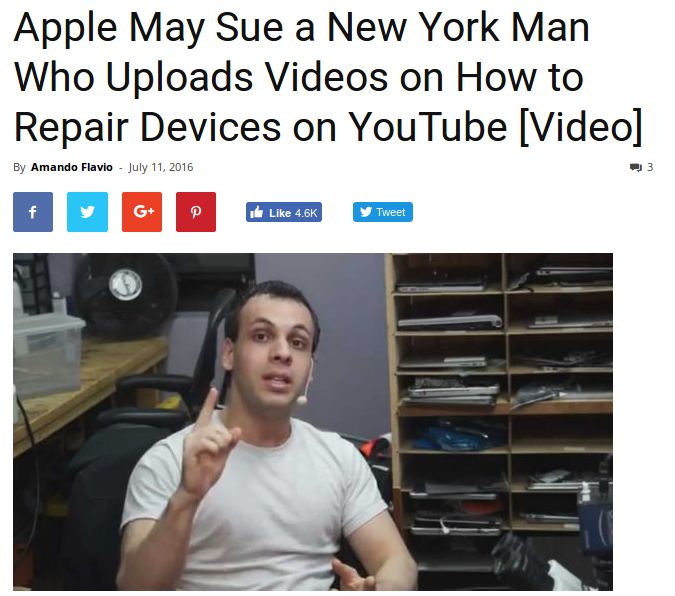 Apple May Sue a New York Man
Who Uploads Videos on How to
Repair Devices on YouTube [Video]
By Amando Flavio - July 11, 2016 3
f G+ Like 4.6K Tweet